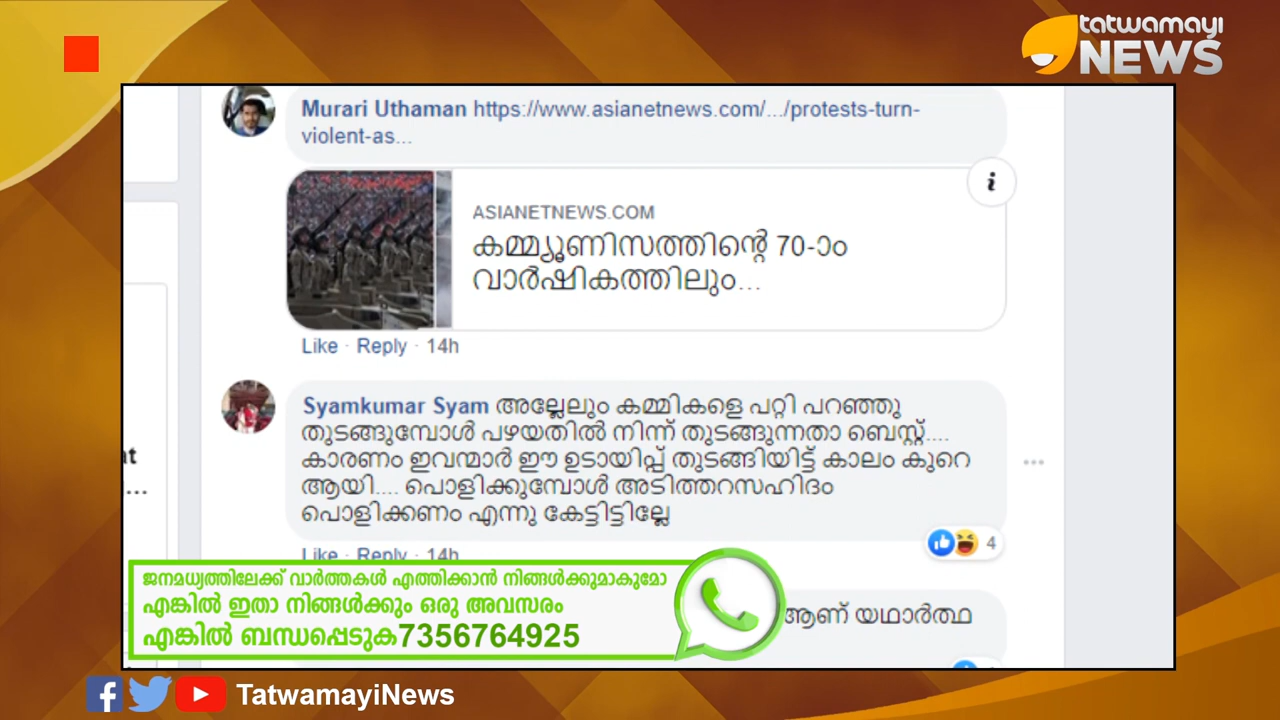 tatwamayi
NEWS
Murari Uthaman https://www.asianetnews.com/.../protests-turn-
violent-as...
i
ASIANETNEWS.COM
കമ്മ്യൂണിസത്തിന്റെ 70-ാം
വാർഷികത്തിലും...
Like · Reply · 14h
Syamkumar Syam അല്ലേലും കമ്മികളെ പറ്റി പറഞ്ഞു
തുടങ്ങുമ്പോൾ പഴയതിൽ നിന്ന് തുടങ്ങുന്നതാ ബെസ്റ്റ്....
കാരണം ഇവന്മാർ ഈ ഉടായിപ്പ് തുടങ്ങിയിട്ട് കാലം കുറെ
ആയി.... പൊളിക്കുമ്പോൾ അടിത്തറസഹിദം
പൊളിക്കണം എന്നു കേട്ടിട്ടില്ലേ
4
Like · Reply · 14h
ജനമധ്യത്തിലേക്ക് വാർത്തകൾ എത്തിക്കാൻ നിങ്ങൾക്കുമാകുമോ
എങ്കിൽ ഇതാ നിങ്ങൾക്കും ഒരു അവസരം
എങ്കിൽ ബന്ധപ്പെടുക7356764925
ആണ് യഥാർത്ഥ
TatwamayiNews